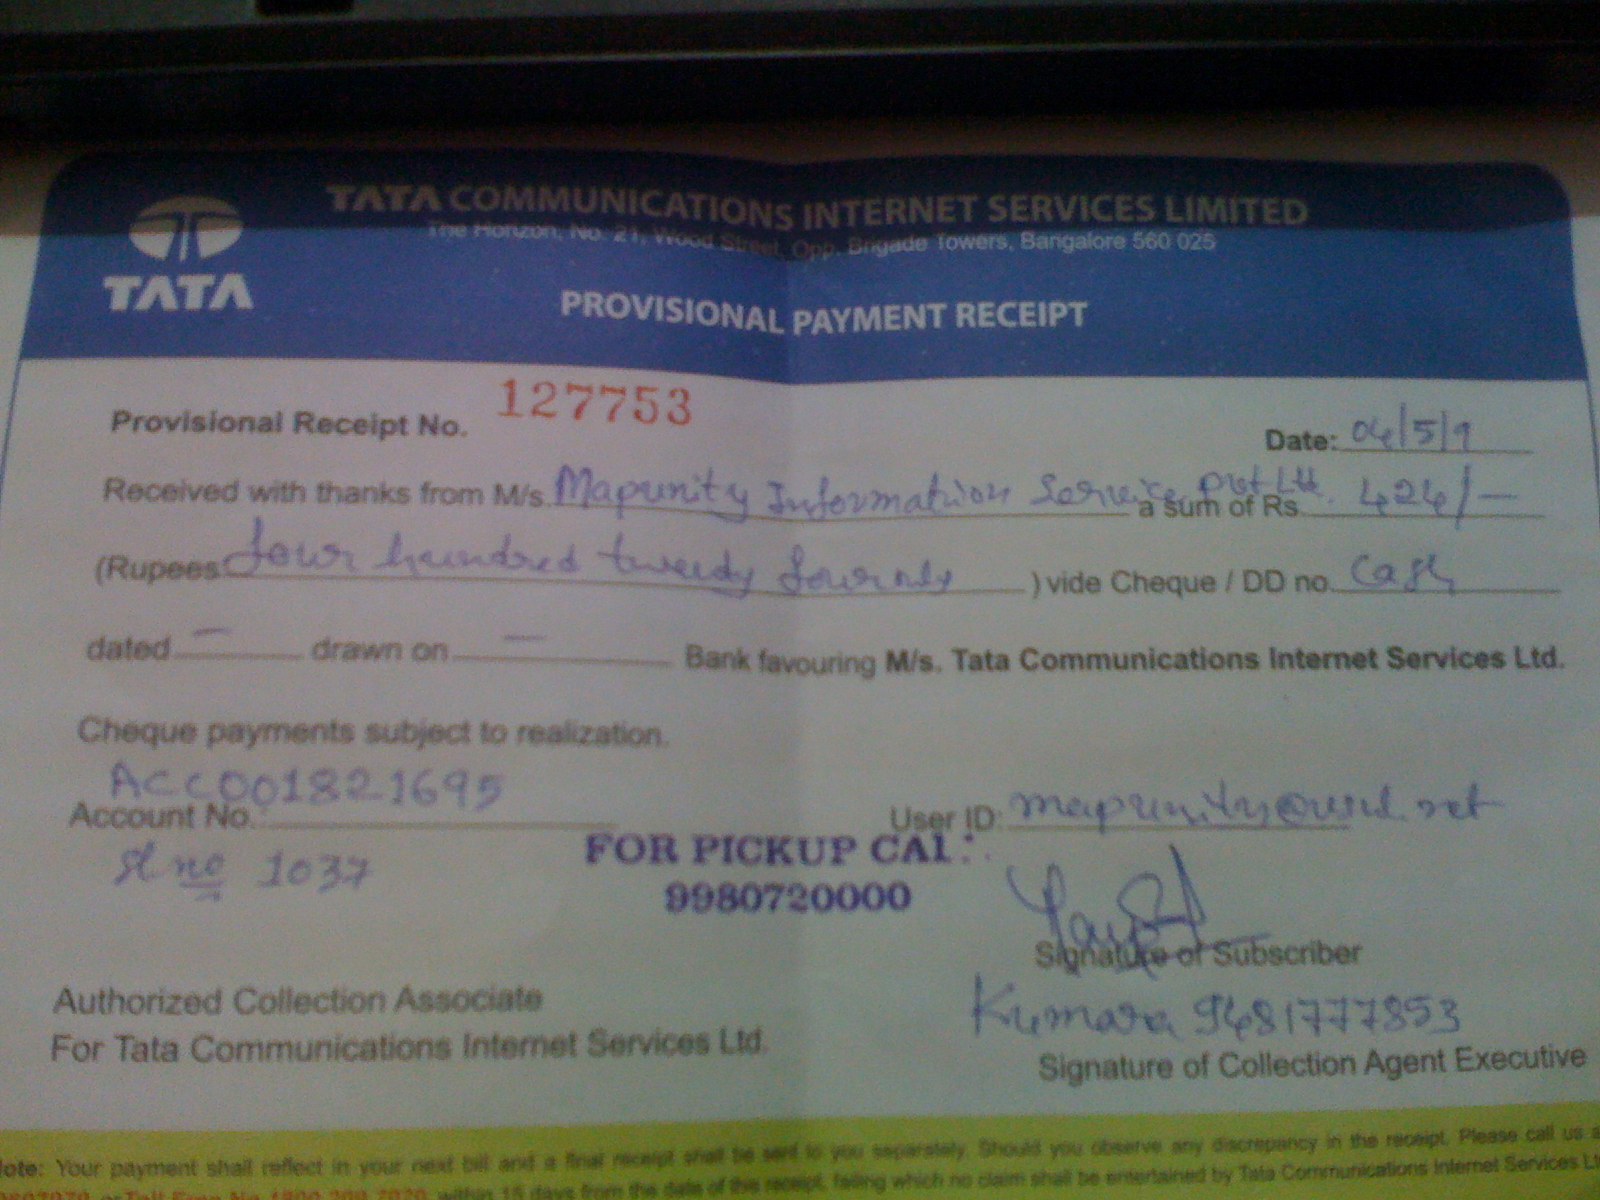 TATA COMMUNICATIONS INTERNET SERVICES LIMITED
The Horizon, No. 21, Wood Street, Opp. Brigade Towers, Bangalore 560 025
TATA
PROVISIONAL PAYMENT RECEIPT
Provisional Receipt No. 127753 Date: 04/5/9
Received with thanks from M/s. Mapunity Information Services pvt Ltd. a sum of Rs. 424/-
(Rupees four hundred twendy four only ) vide Cheque / DD no. Cash
dated — drawn on — Bank favouring M/s. Tata Communications Internet Services Ltd.
Cheque payments subject to realization.
Acc001821695
Account No. User ID: mapunity@vsnl.net
sl no 1037
FOR PICKUP CAL
9980720000
Signature of Subscriber
Authorized Collection Associate
Kumara 9481777853
For Tata Communications Internet Services Ltd. Signature of Collection Agent Executive
Note: Your payment shall reflect in your next bill and a final receipt shall be sent to you separately. Should you observe any discrepancy in the receipt. Please call us
within 15 days from the date of this receipt, failing which no claim shall be entertained by Tata Communications Internet Services